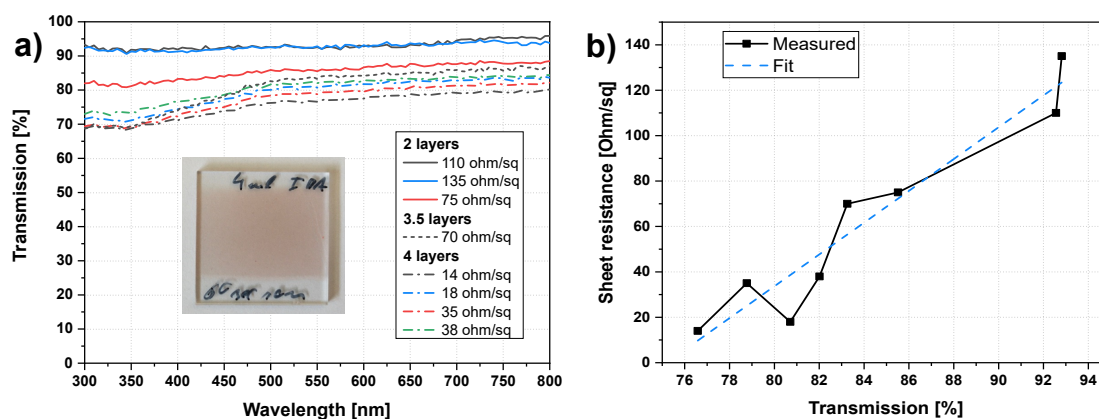 a)
Transmission [%]
100
90
80
70
60
50
40
30
20
10
0
300 350 400 450 500 550 600 650 700 750 800
Wavelength [nm]
2 layers
110 ohm/sq
135 ohm/sq
75 ohm/sq
3.5 layers
70 ohm/sq
4 layers
14 ohm/sq
18 ohm/sq
35 ohm/sq
38 ohm/sq
b)
Sheet resistance [Ohm/sq]
140
120
100
80
60
40
20
0
76 78 80 82 84 86 88 90 92 94
Transmission [%]
Measured
Fit